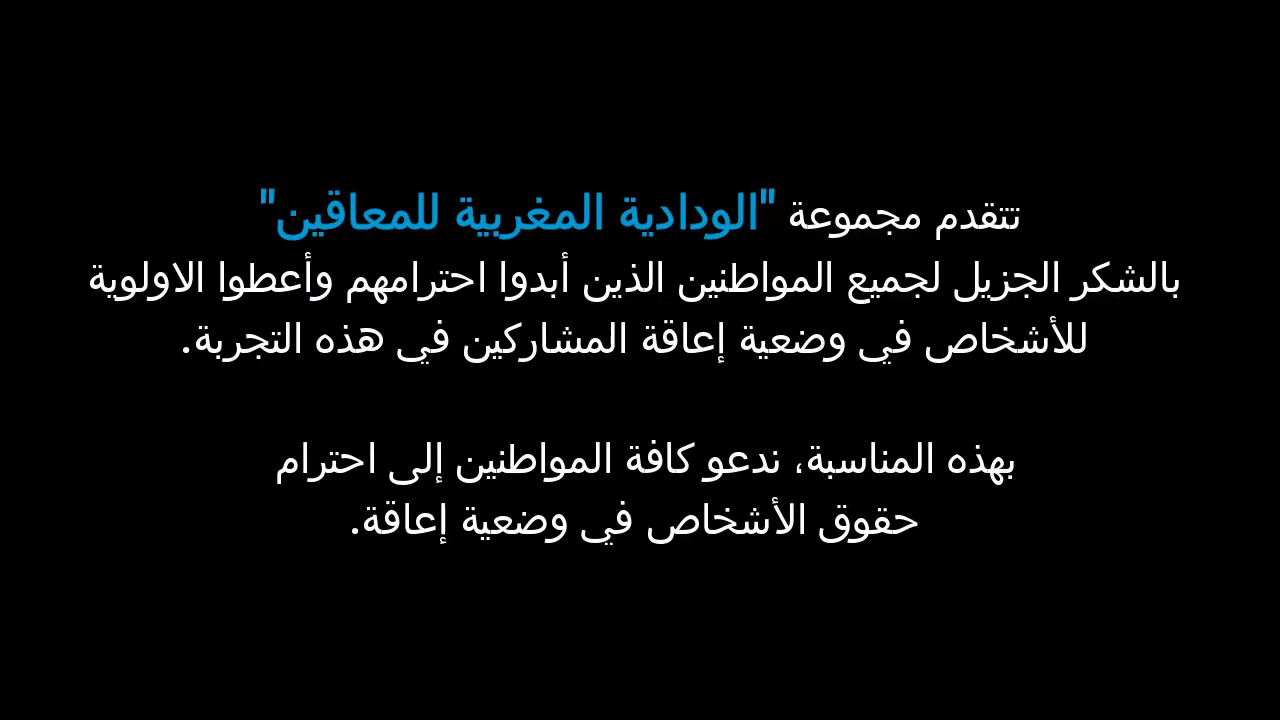 تتقدم مجموعة "الودادية المغربية للمعاقين"
بالشكر الجزيل لجميع المواطنين الذين أبدوا احترامهم وأعطوا الاولوية
للأشخاص في وضعية إعاقة المشاركين في هذه التجربة.
بهذه المناسبة، ندعو كافة المواطنين إلى احترام
حقوق الأشخاص في وضعية إعاقة.